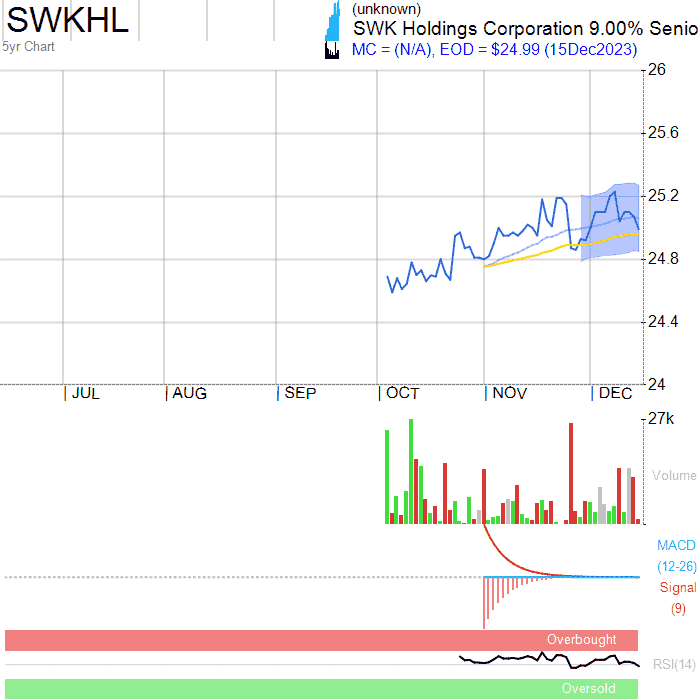 SWKHL
(unknown)
SWK Holdings Corporation 9.00% Senio
5yr Chart
MC = (N/A), EOD = $24.99 (15Dec2023)
26
25.6
25.2
24.8
24.4
24
JUL AUG SEP OCT NOV DEC
27k
Volume
MACD
(12-26)
Signal
(9)
Overbought
RSI(14)
Oversold